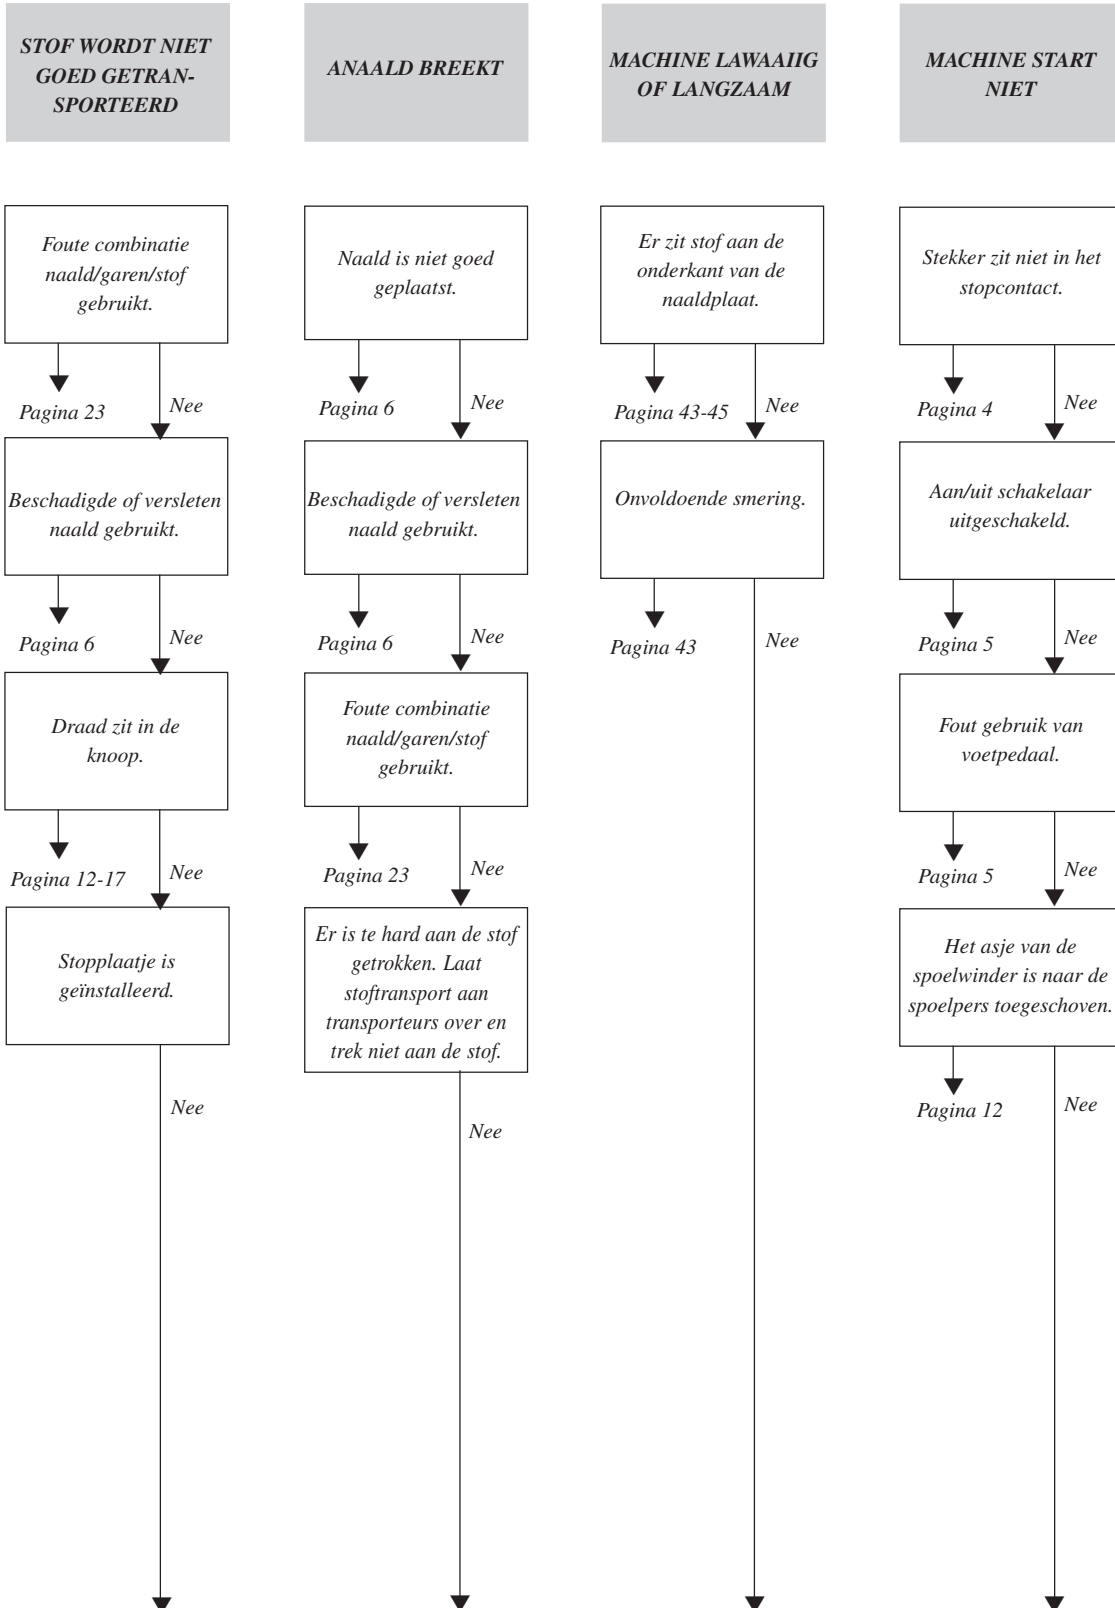 STOF WORDT NIET
GOED GETRAN-
SPORTEERD
Foute combinatie
naald/garen/stof
gebruikt.
Pagina 23
Nee
Beschadigde of versleten
naald gebruikt.
Pagina 6
Nee
Draad zit in de
knoop.
Pagina 12-17
Nee
Stopplaatje is
geïnstalleerd.
Nee
ANAALD BREEKT
Naald is niet goed
geplaatst.
Pagina 6
Nee
Beschadigde of versleten
naald gebruikt.
Pagina 6
Nee
Foute combinatie
naald/garen/stof
gebruikt.
Pagina 23
Nee
Er is te hard aan de stof
getrokken. Laat
stoftransport aan
transporteurs over en
trek niet aan de stof.
Nee
MACHINE LAWAAIIG
OF LANGZAAM
Er zit stof aan de
onderkant van de
naaldplaat.
Pagina 43-45
Nee
Onvoldoende smering.
Pagina 43
Nee
MACHINE START
NIET
Stekker zit niet in het
stopcontact.
Pagina 4
Nee
Aan/uit schakelaar
uitgeschakeld.
Pagina 5
Nee
Fout gebruik van
voetpedaal.
Pagina 5
Nee
Het asje van de
spoelwinder is naar de
spoelpers toegeschoven.
Pagina 12
Nee